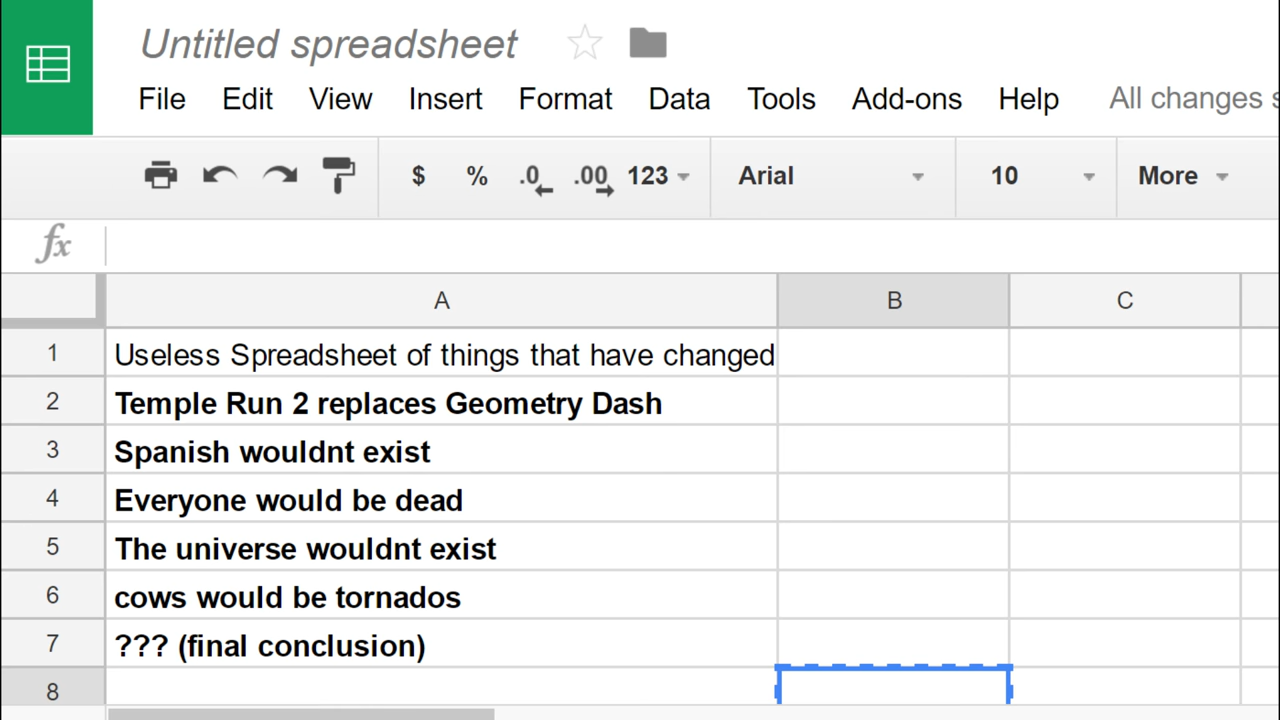 Untitled spreadsheet
File Edit View Insert Format Data Tools Add-ons Help All changes
$ % .0 .00 123 Arial 10 More
fx
A B C
1 Useless Spreadsheet of things that have changed
2 Temple Run 2 replaces Geometry Dash
3 Spanish wouldnt exist
4 Everyone would be dead
5 The universe wouldnt exist
6 cows would be tornados
7 ??? (final conclusion)
8